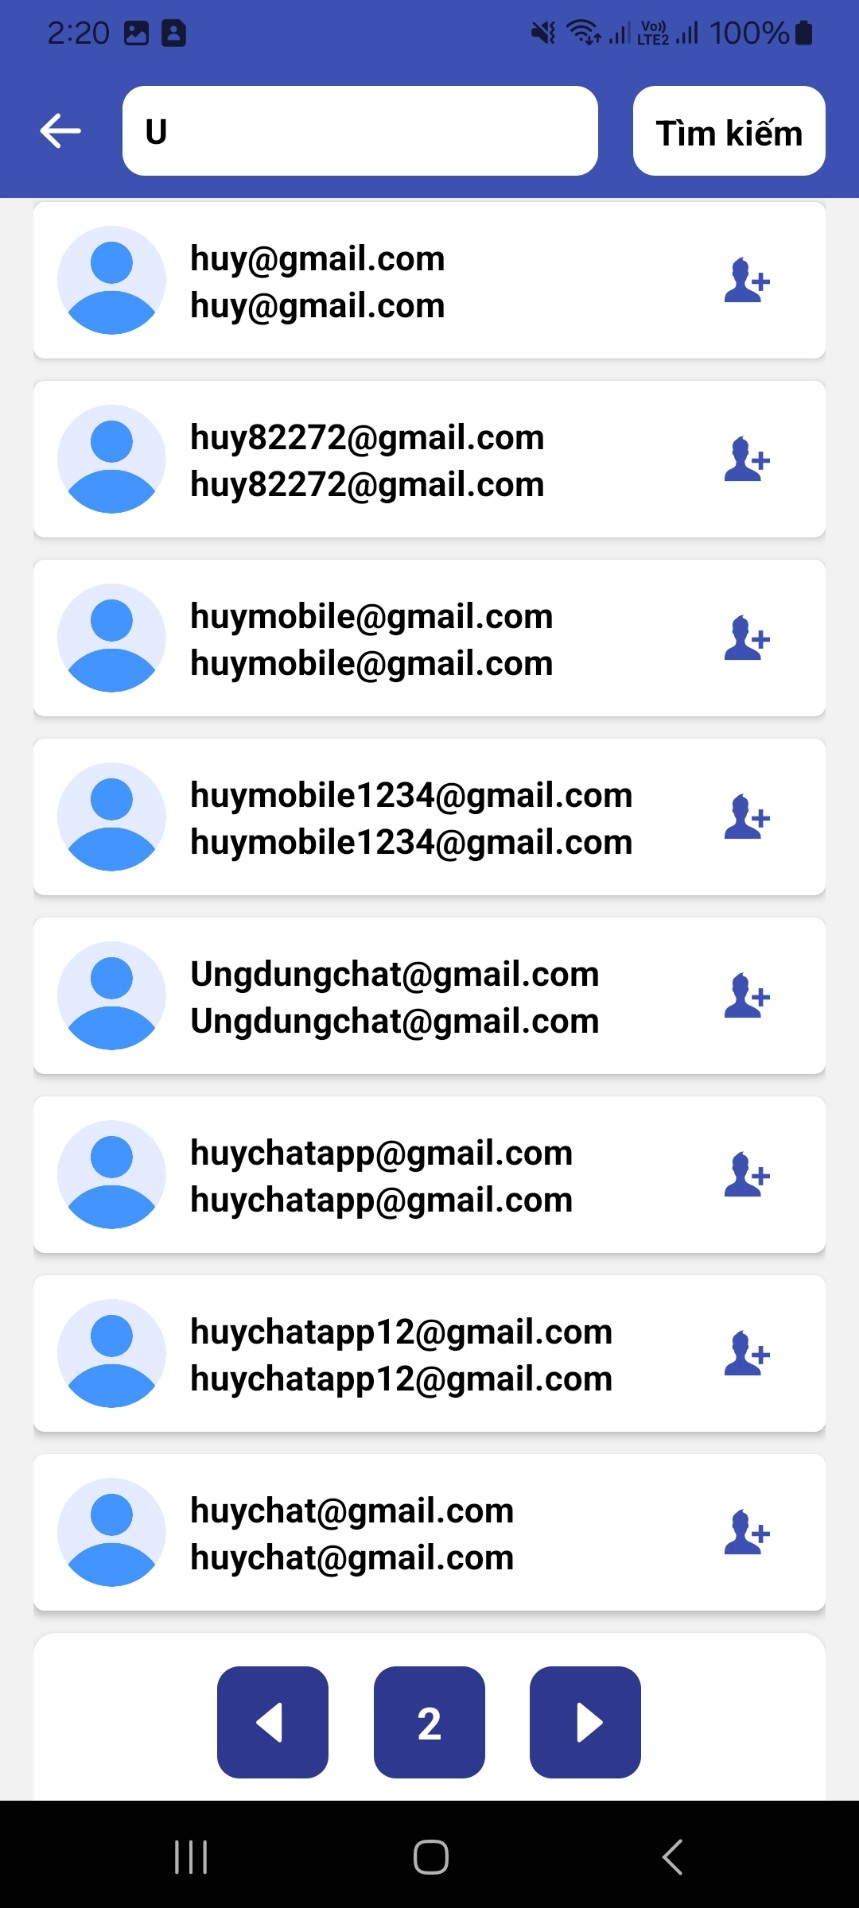 2:20
Vo)) LTE2 100%
U
Tìm kiếm
huy@gmail.com
huy@gmail.com
huy82272@gmail.com
huy82272@gmail.com
huymobile@gmail.com
huymobile@gmail.com
huymobile1234@gmail.com
huymobile1234@gmail.com
Ungdungchat@gmail.com
Ungdungchat@gmail.com
huychatapp@gmail.com
huychatapp@gmail.com
huychatapp12@gmail.com
huychatapp12@gmail.com
huychat@gmail.com
huychat@gmail.com
2